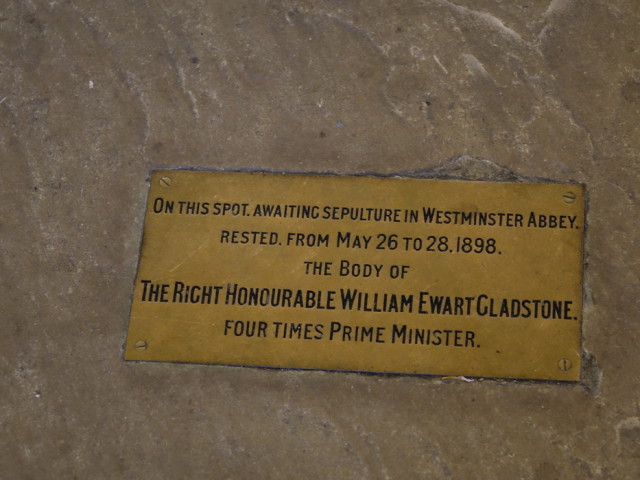 ON THIS SPOT, AWAITING SEPULTURE IN WESTMINSTER ABBEY,
RESTED, FROM MAY 26 TO 28, 1898,
THE BODY OF
THE RIGHT HONOURABLE WILLIAM EWART GLADSTONE,
FOUR TIMES PRIME MINISTER.